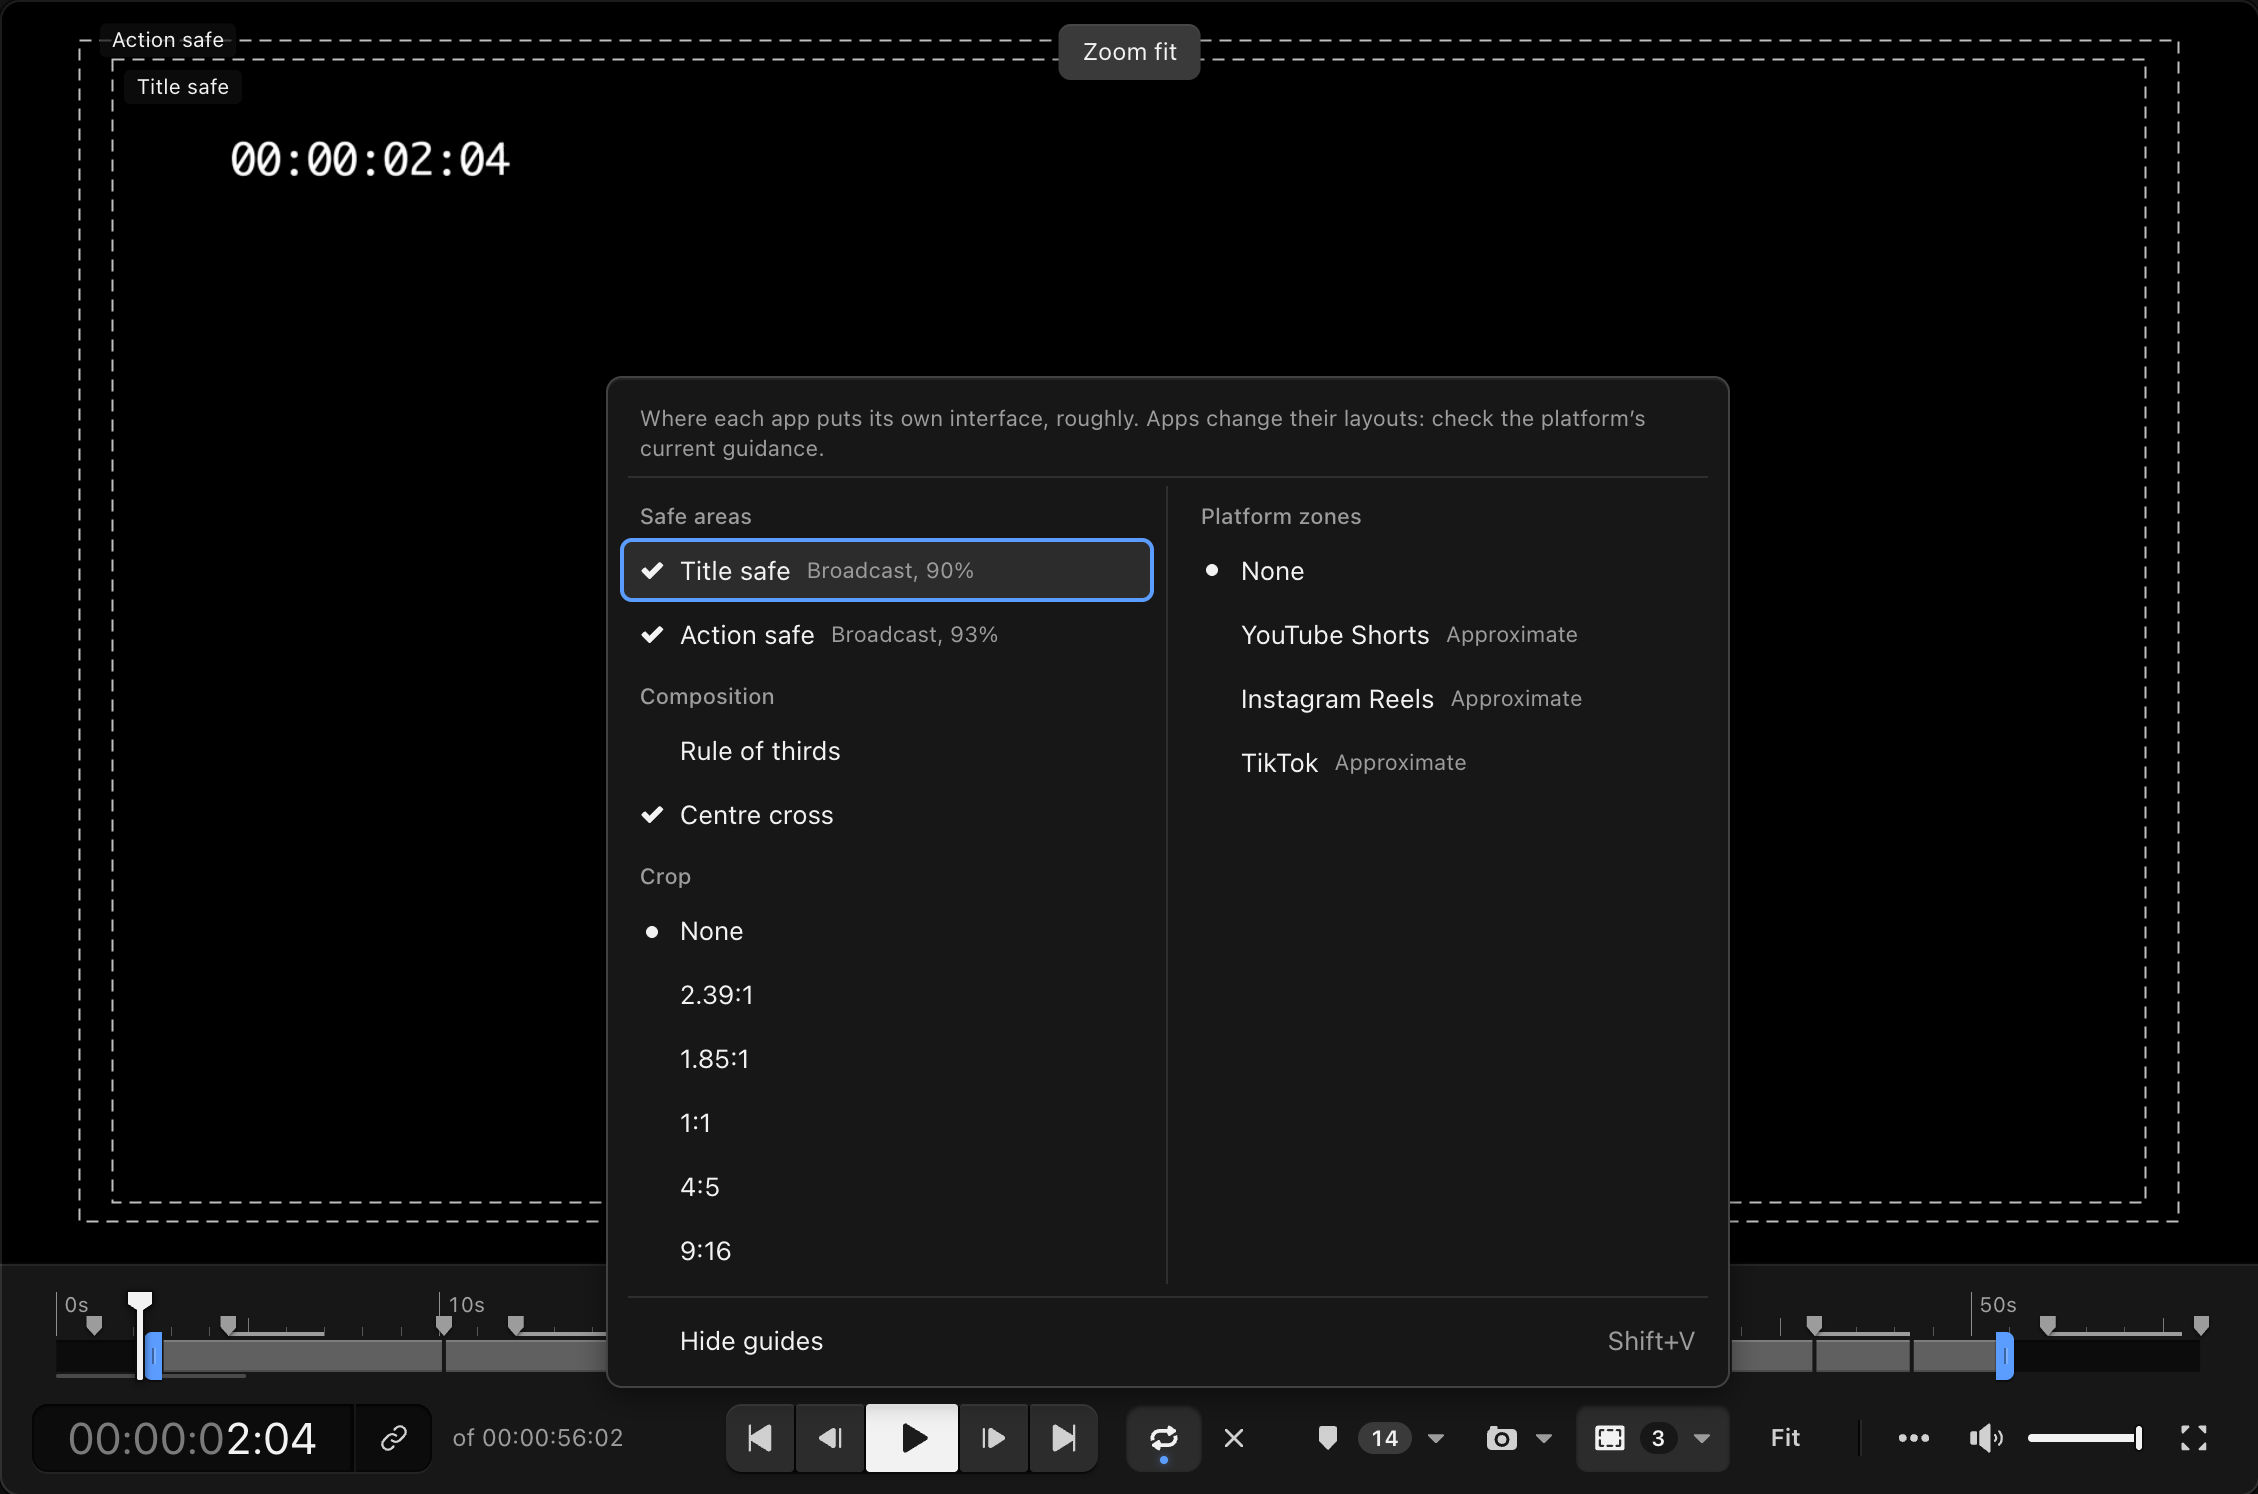 Action safe
Zoom fit
Title safe
00:00:02:04
Where each app puts its own interface, roughly. Apps change their layouts: check the platform's
current guidance.
Safe areas
Title safe Broadcast, 90%
Action safe Broadcast, 93%
Composition
Rule of thirds
Centre cross
Crop
None
2.39:1
1.85:1
1:1
4:5
9:16
Platform zones
None
YouTube Shorts Approximate
Instagram Reels Approximate
TikTok Approximate
Hide guides Shift+V
0s 10s 50s
00:00:02:04 of 00:00:56:02 14 3 Fit